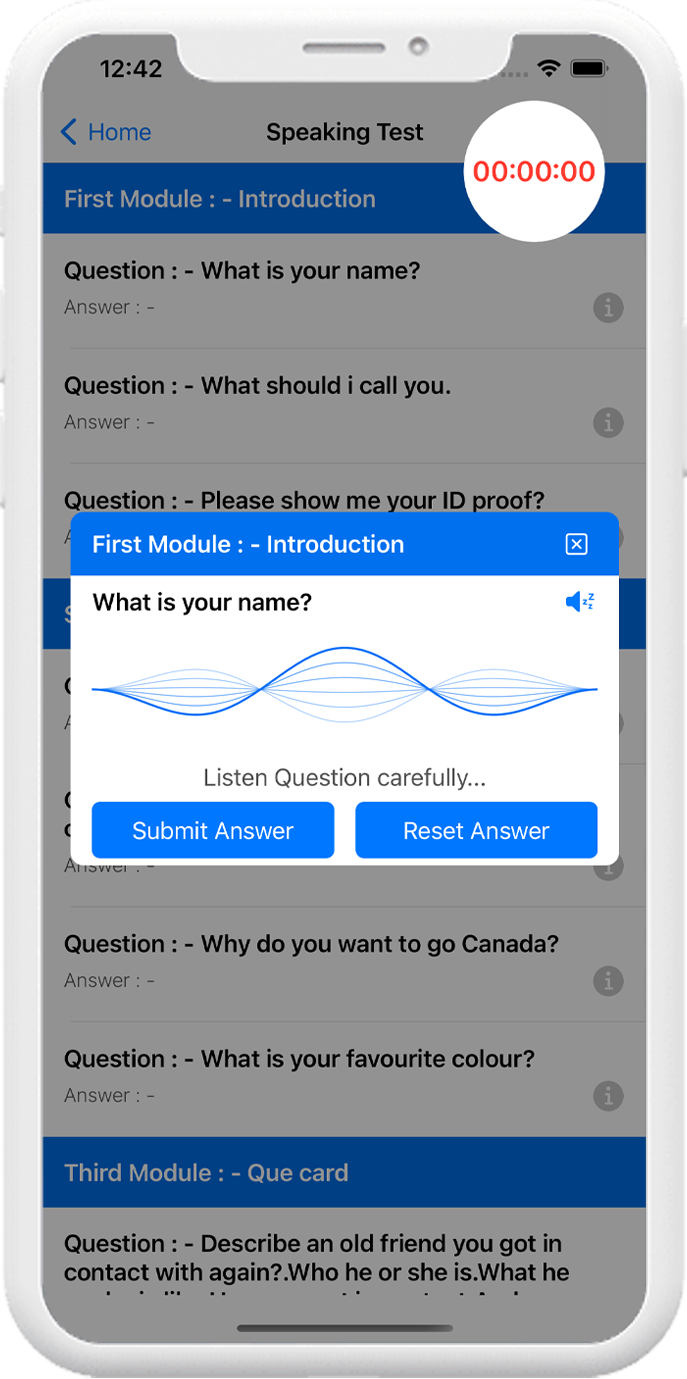 12:42
Home
Speaking Test
00:00:00
First Module : - Introduction
Question : - What is your name?
Answer : -
Question : - What should i call you.
Answer : -
Question : - Please show me your ID proof?
First Module : - Introduction
What is your name?
Listen Question carefully...
Submit Answer
Reset Answer
Answer : -
Question : - Why do you want to go Canada?
Answer : -
Question : - What is your favourite colour?
Answer : -
Third Module : - Que card
Question : - Describe an old friend you got in
contact with again?.Who he or she is.What he